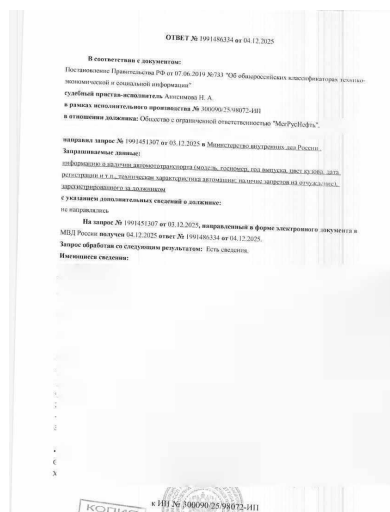 ОТВЕТ № 1991486334 от 04.12.2025
В соответствии с документом:
Постановление Правительства РФ от 07.06.2019 №733 "Об общероссийских классификаторах технико-
экономической и социальной информации"
судебный пристав-исполнитель Анисимова Н. А.
в рамках исполнительного производства № 300090/25/98072-ИП
в отношении должника: Общество с ограниченной ответственностью "МегРусНефть",
направил запрос № 1991451307 от 03.12.2025 в Министерство внутренних дел России .
Запрашиваемые данные:
информацию о наличии автомототранспорта (модель, госномер, год выпуска, цвет кузова, дата
регистрации и т.п., техническая характеристика автомашин; наличие запретов на отчуждение),
зарегистрированного за должником
с указанием дополнительных сведений о должнике:
не направлялись
На запрос № 1991451307 от 03.12.2025, направленный в форме электронного документа в
МВД России получен 04.12.2025 ответ № 1991486334 от 04.12.2025.
Запрос обработан со следующим результатом: Есть сведения.
Имеющиеся сведения:
к ИП № 300090/25/98072-ИП
КОПИЯ